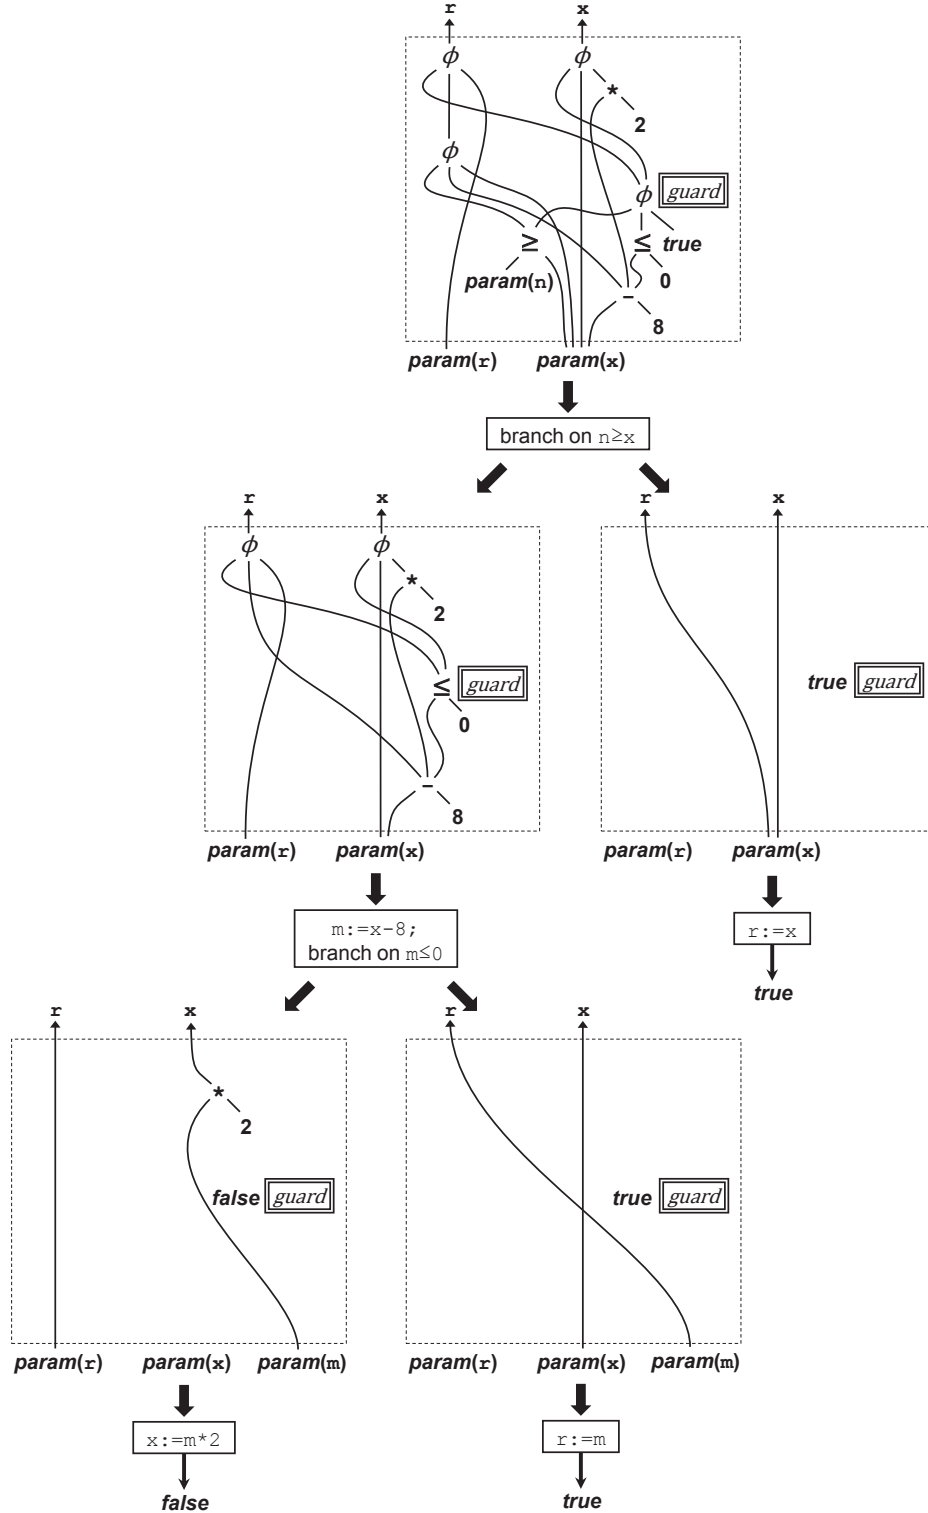 r x
ϕ ϕ
*
2
ϕ
ϕ guard
≥ ≤ true
param(n) 0
-
8
param(r) param(x)
branch on n≥x
r x
ϕ ϕ
*
2
≤ guard
0
-
8
param(r) param(x)
r x
true guard
param(r) param(x)
m:=x-8;
branch on m≤0
r:=x
true
r x
*
2
false guard
param(r) param(x) param(m)
r x
true guard
param(r) param(x) param(m)
x:=m*2
false
r:=m
true